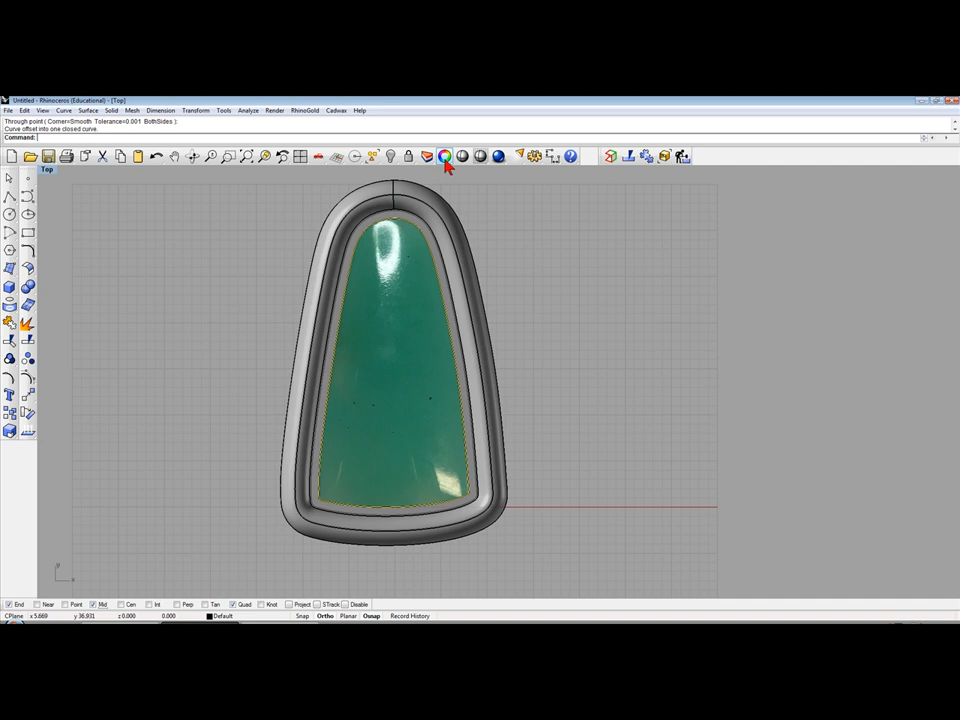 Untitled - Rhinoceros (Educational) - [Top]
File Edit View Curve Surface Solid Mesh Dimension Transform Tools Analyze Render RhinoGold Cadwax Help
Through point ( Corner=Smooth Tolerance=0.001 BothSides ):
Curve offset into one closed curve.
Command:
Top
y
x
End Near Point Mid Cen Int Perp Tan Quad Knot Project STrack Disable
CPlane x 5.669 y 36.931 z 0.000 0.000 Default Snap Ortho Planar Osnap Record History